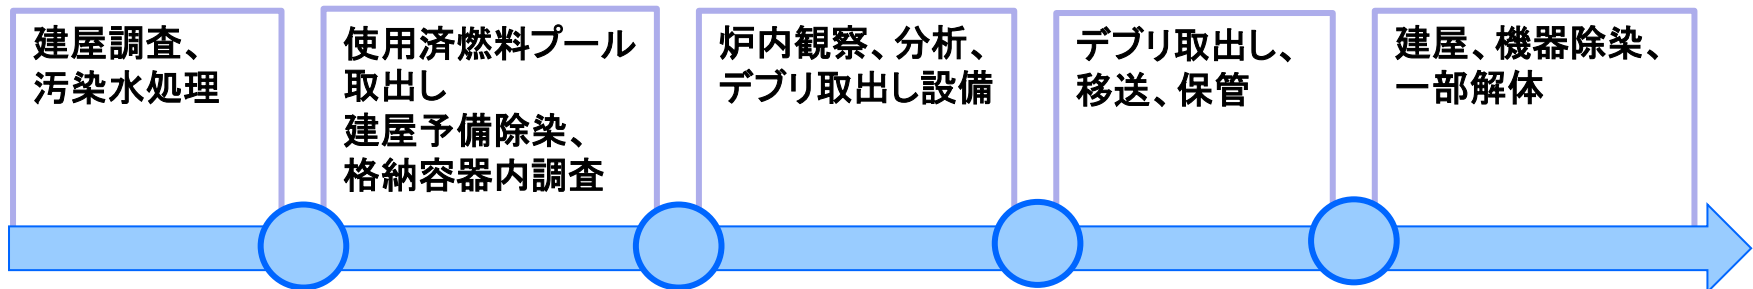 建屋調査、
汚染水処理
使用済燃料プール
取出し
建屋予備除染、
格納容器内調査
炉内観察、分析、
デブリ取出し設備
デブリ取出し、
移送、保管
建屋、機器除染、
一部解体